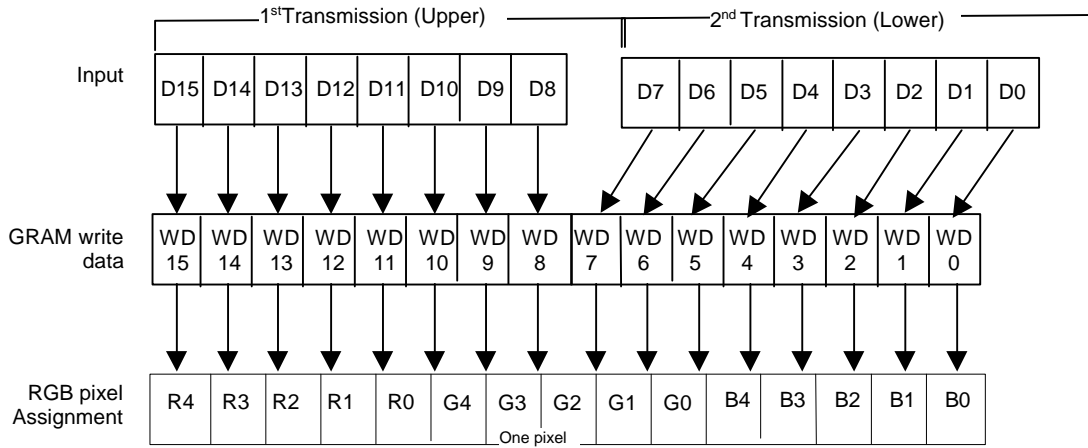 1stTransmission (Upper)
2nd Transmission (Lower)
Input
D15 D14 D13 D12 D11 D10 D9 D8
D7 D6 D5 D4 D3 D2 D1 D0
GRAM write
data
WD WD WD WD WD WD WD WD WD WD WD WD WD WD WD WD
15 14 13 12 11 10 9 8 7 6 5 4 3 2 1 0
RGB pixel
Assignment
R4 R3 R2 R1 R0 G4 G3 G2 G1 G0 B4 B3 B2 B1 B0
One pixel